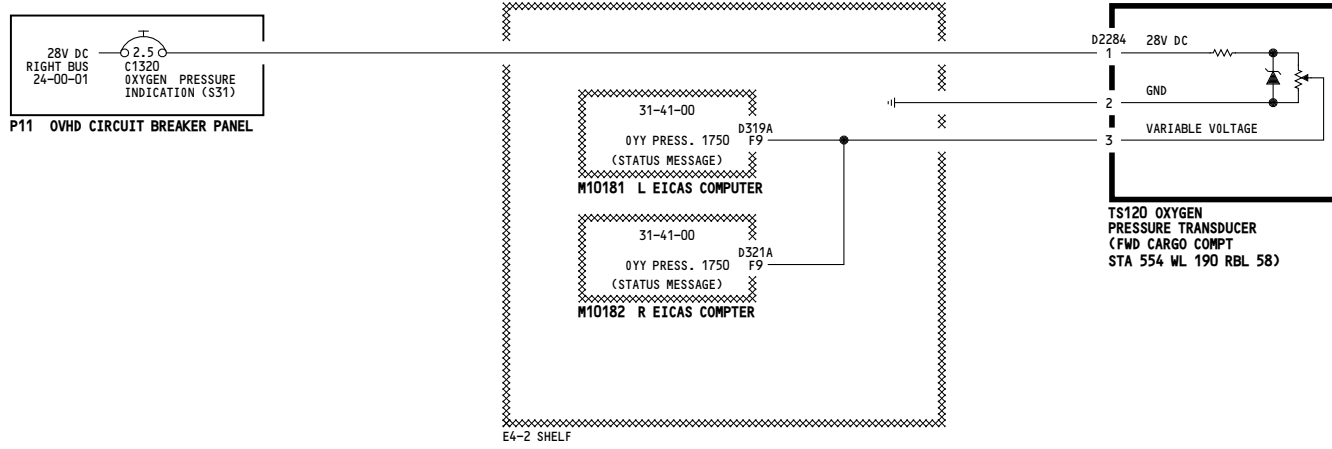 28V DC
RIGHT BUS
24-00-01
2.5
C1320
OXYGEN PRESSURE
INDICATION (S31)
P11 OVHD CIRCUIT BREAKER PANEL
31-41-00
OYY PRESS. 1750
(STATUS MESSAGE)
D319A
F9
M10181 L EICAS COMPUTER
31-41-00
OYY PRESS. 1750
(STATUS MESSAGE)
D321A
F9
M10182 R EICAS COMPTER
E4-2 SHELF
D2284
1 28V DC
2 GND
3 VARIABLE VOLTAGE
TS120 OXYGEN
PRESSURE TRANSDUCER
(FWD CARGO COMPT
STA 554 WL 190 RBL 58)